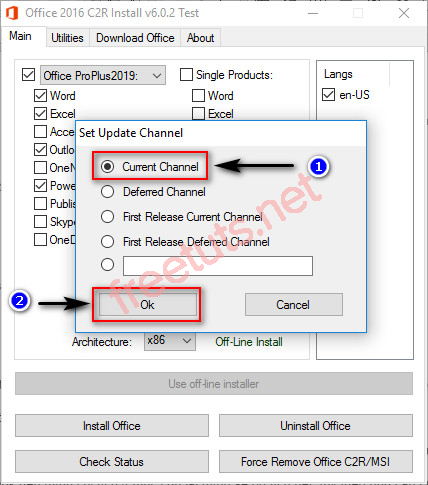 Office 2016 C2R Install v6.0.2 Test
Main Utilities Download Office About
Office ProPlus2019: Single Products: Langs
Word Word en-US
Excel Excel
Acce
Outlo
OneN
Powe
Publis
Skyp
OneD
Set Update Channel
Current Channel 1
Deferred Channel
First Release Current Channel
First Release Deferred Channel
2 Ok Cancel
freetuts.net
Architecture: x86 Off-Line Install
Use off-line installer
Install Office Uninstall Office
Check Status Force Remove Office C2R/MSI